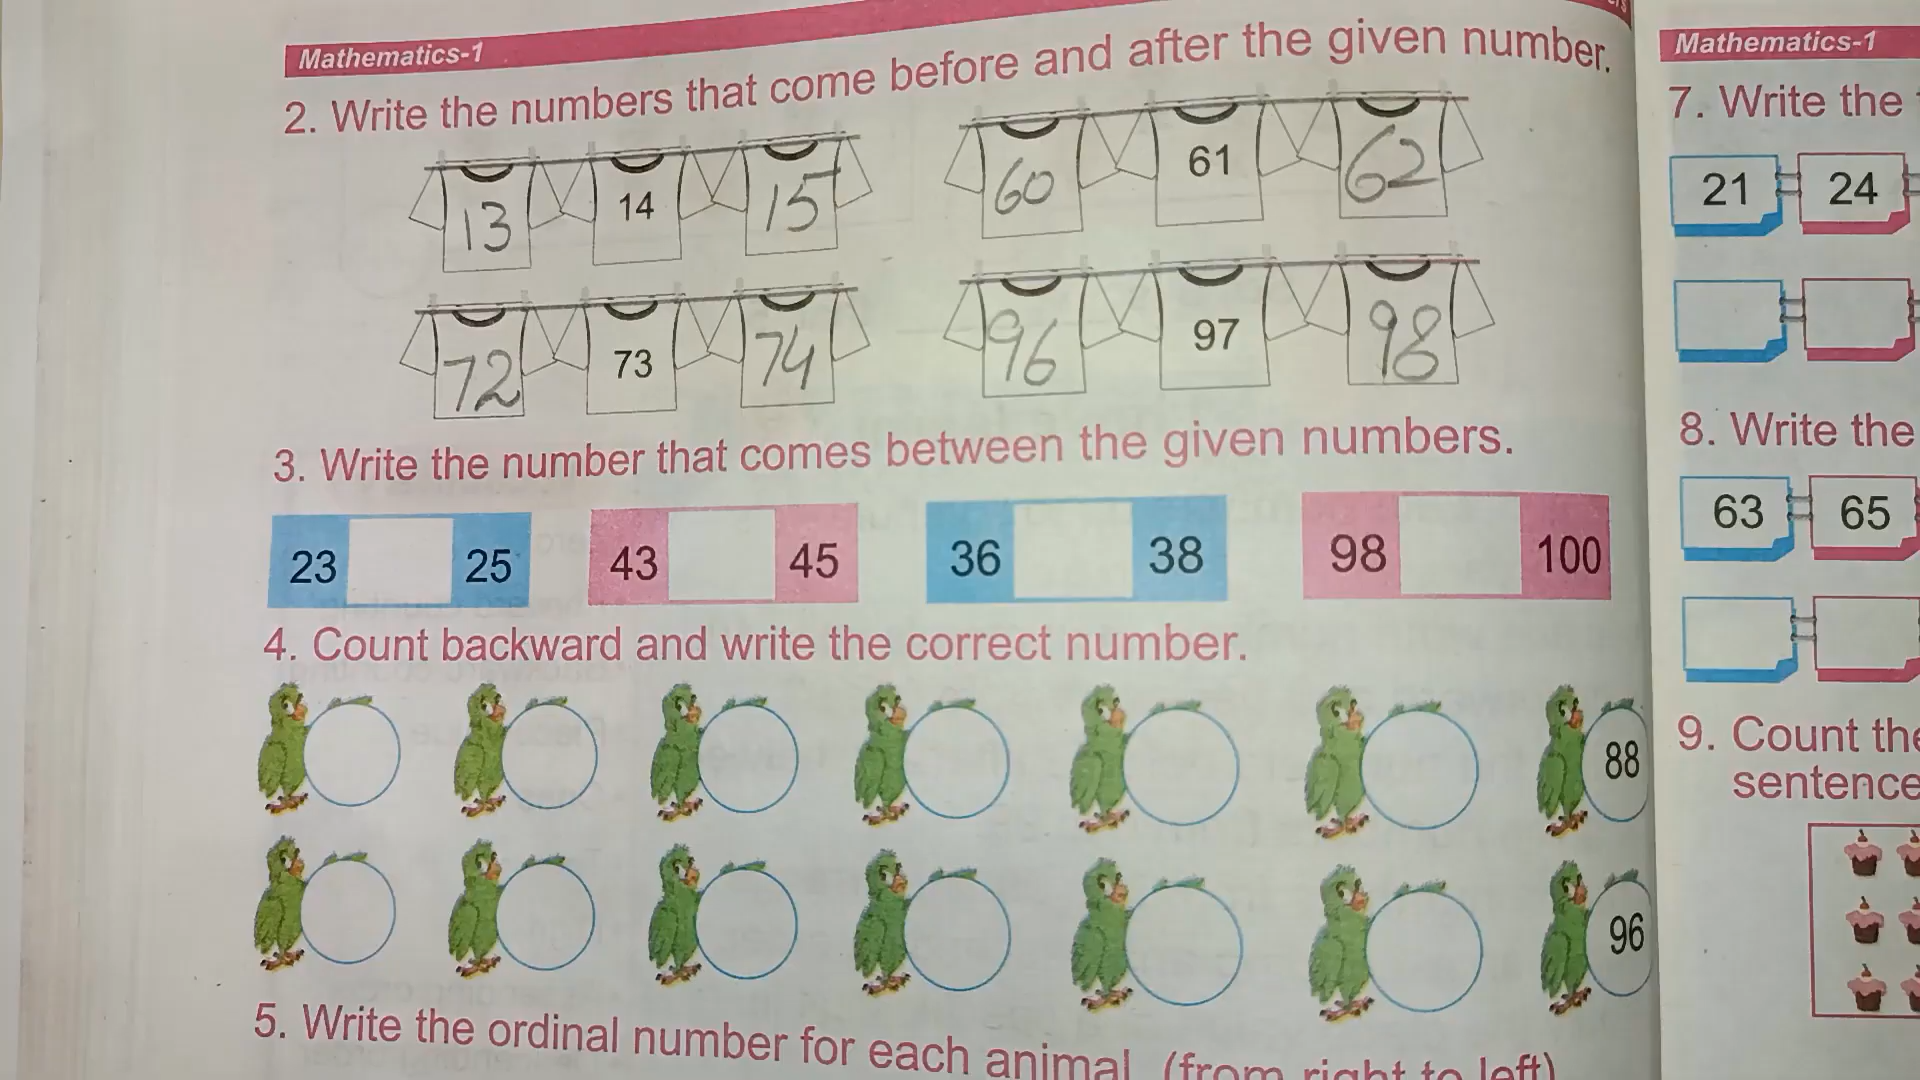 Mathematics-1
2. Write the numbers that come before and after the given number.
13 14 15 60 61 62
72 73 74 96 97 98
3. Write the number that comes between the given numbers.
23 25 43 45 36 38 98 100
4. Count backward and write the correct number.
88
96
5. Write the ordinal number for each animal (from right to left)
Mathematics-1
7. Write the
21 24
8. Write the
63 65
9. Count the
sentence